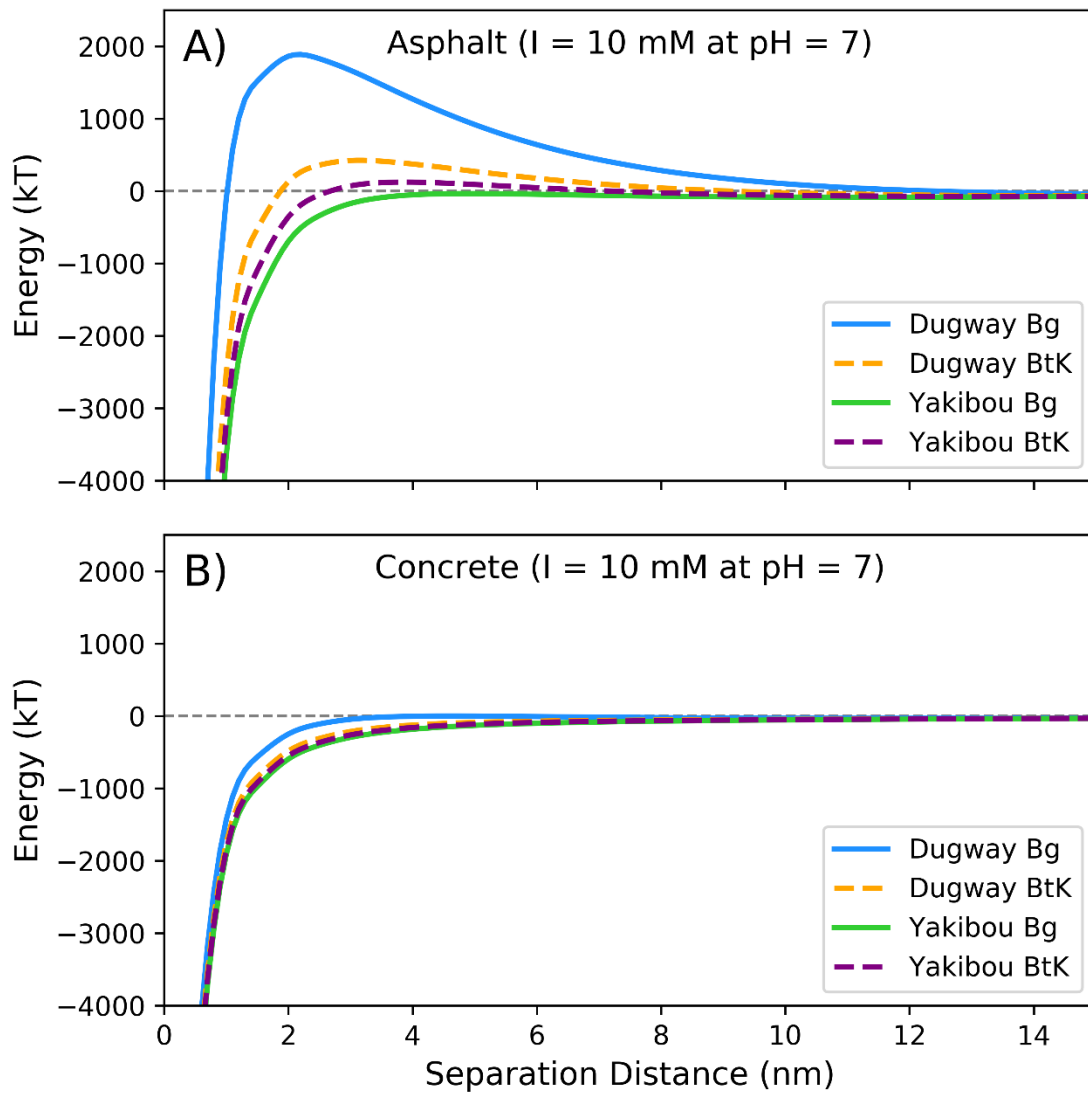 A) Asphalt (I = 10 mM at pH = 7)
Energy (kT)
2000
1000
0
−1000
−2000
−3000
−4000
Dugway Bg
Dugway BtK
Yakibou Bg
Yakibou BtK
B) Concrete (I = 10 mM at pH = 7)
Energy (kT)
2000
1000
0
−1000
−2000
−3000
−4000
Dugway Bg
Dugway BtK
Yakibou Bg
Yakibou BtK
0 2 4 6 8 10 12 14
Separation Distance (nm)